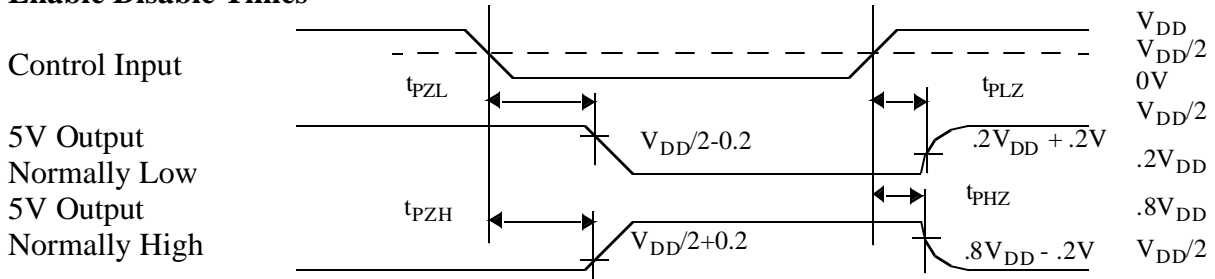 Enable Disable Times
Control Input
V_DD
V_DD/2
0V
t_PZL
t_PLZ
V_DD/2
5V Output
Normally Low
V_DD/2-0.2
.2V_DD + .2V
.2V_DD
5V Output
Normally High
t_PZH
t_PHZ
.8V_DD
V_DD/2+0.2
.8V_DD - .2V
V_DD/2